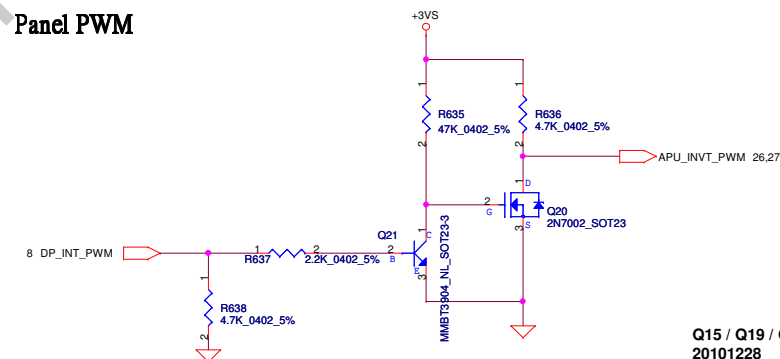 Panel PWM
+3VS
1
1
R635
47K_0402_5%
R636
4.7K_0402_5%
2
2
APU_INVT_PWM 26,27
1
D
2
G
Q20
2N7002_SOT23
S
3
Q21
1
C
8 DP_INT_PWM
1
2
R637
2.2K_0402_5%
2
B
E
3
MMBT3904_NL_SOT23-3
1
R638
4.7K_0402_5%
2
Q15 / Q19 /
20101228